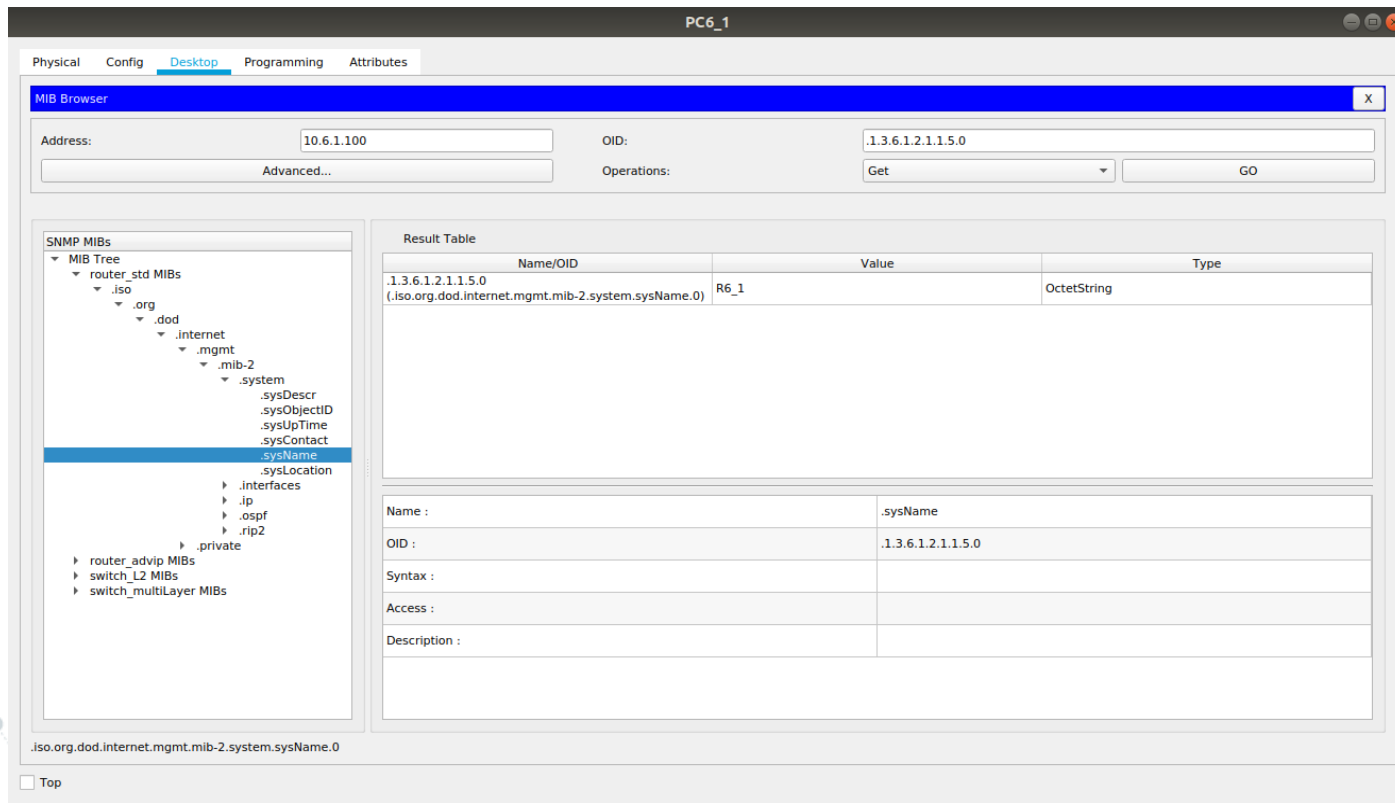 PC6_1
Physical Config Desktop Programming Attributes
MIB Browser X
Address: 10.6.1.100 OID: .1.3.6.1.2.1.1.5.0
Advanced... Operations: Get GO
SNMP MIBs
MIB Tree
router_std MIBs
.iso
.org
.dod
.internet
.mgmt
.mib-2
.system
.sysDescr
.sysObjectID
.sysUpTime
.sysContact
.sysName
.sysLocation
.interfaces
.ip
.ospf
.rip2
.private
router_advip MIBs
switch_L2 MIBs
switch_multiLayer MIBs
Result Table
Name/OID Value Type
.1.3.6.1.2.1.1.5.0
(.iso.org.dod.internet.mgmt.mib-2.system.sysName.0) R6_1 OctetString
Name : .sysName
OID : .1.3.6.1.2.1.1.5.0
Syntax :
Access :
Description :
.iso.org.dod.internet.mgmt.mib-2.system.sysName.0
Top